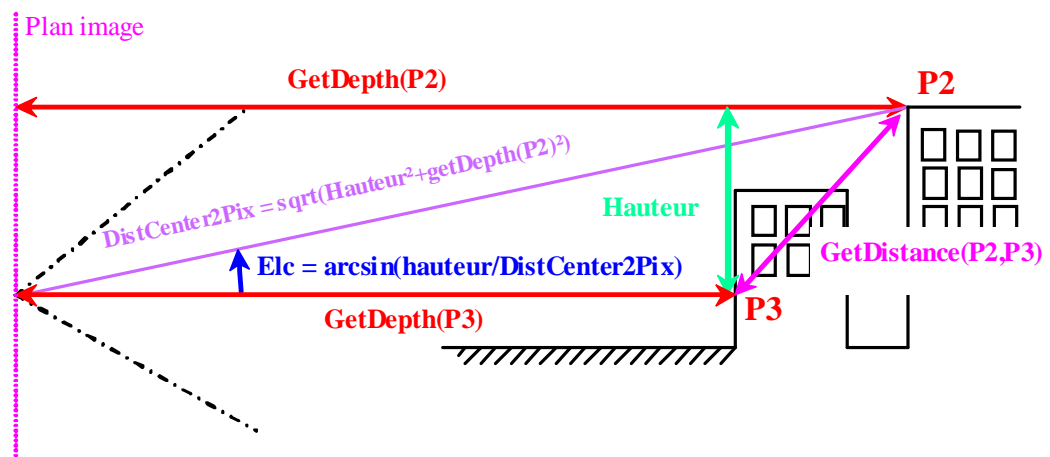 Plan image
GetDepth(P2)
P2
DistCenter2Pix = sqrt(Hauteur²+getDepth(P2)²)
Hauteur
GetDistance(P2,P3)
Elc = arcsin(hauteur/DistCenter2Pix)
P3
GetDepth(P3)